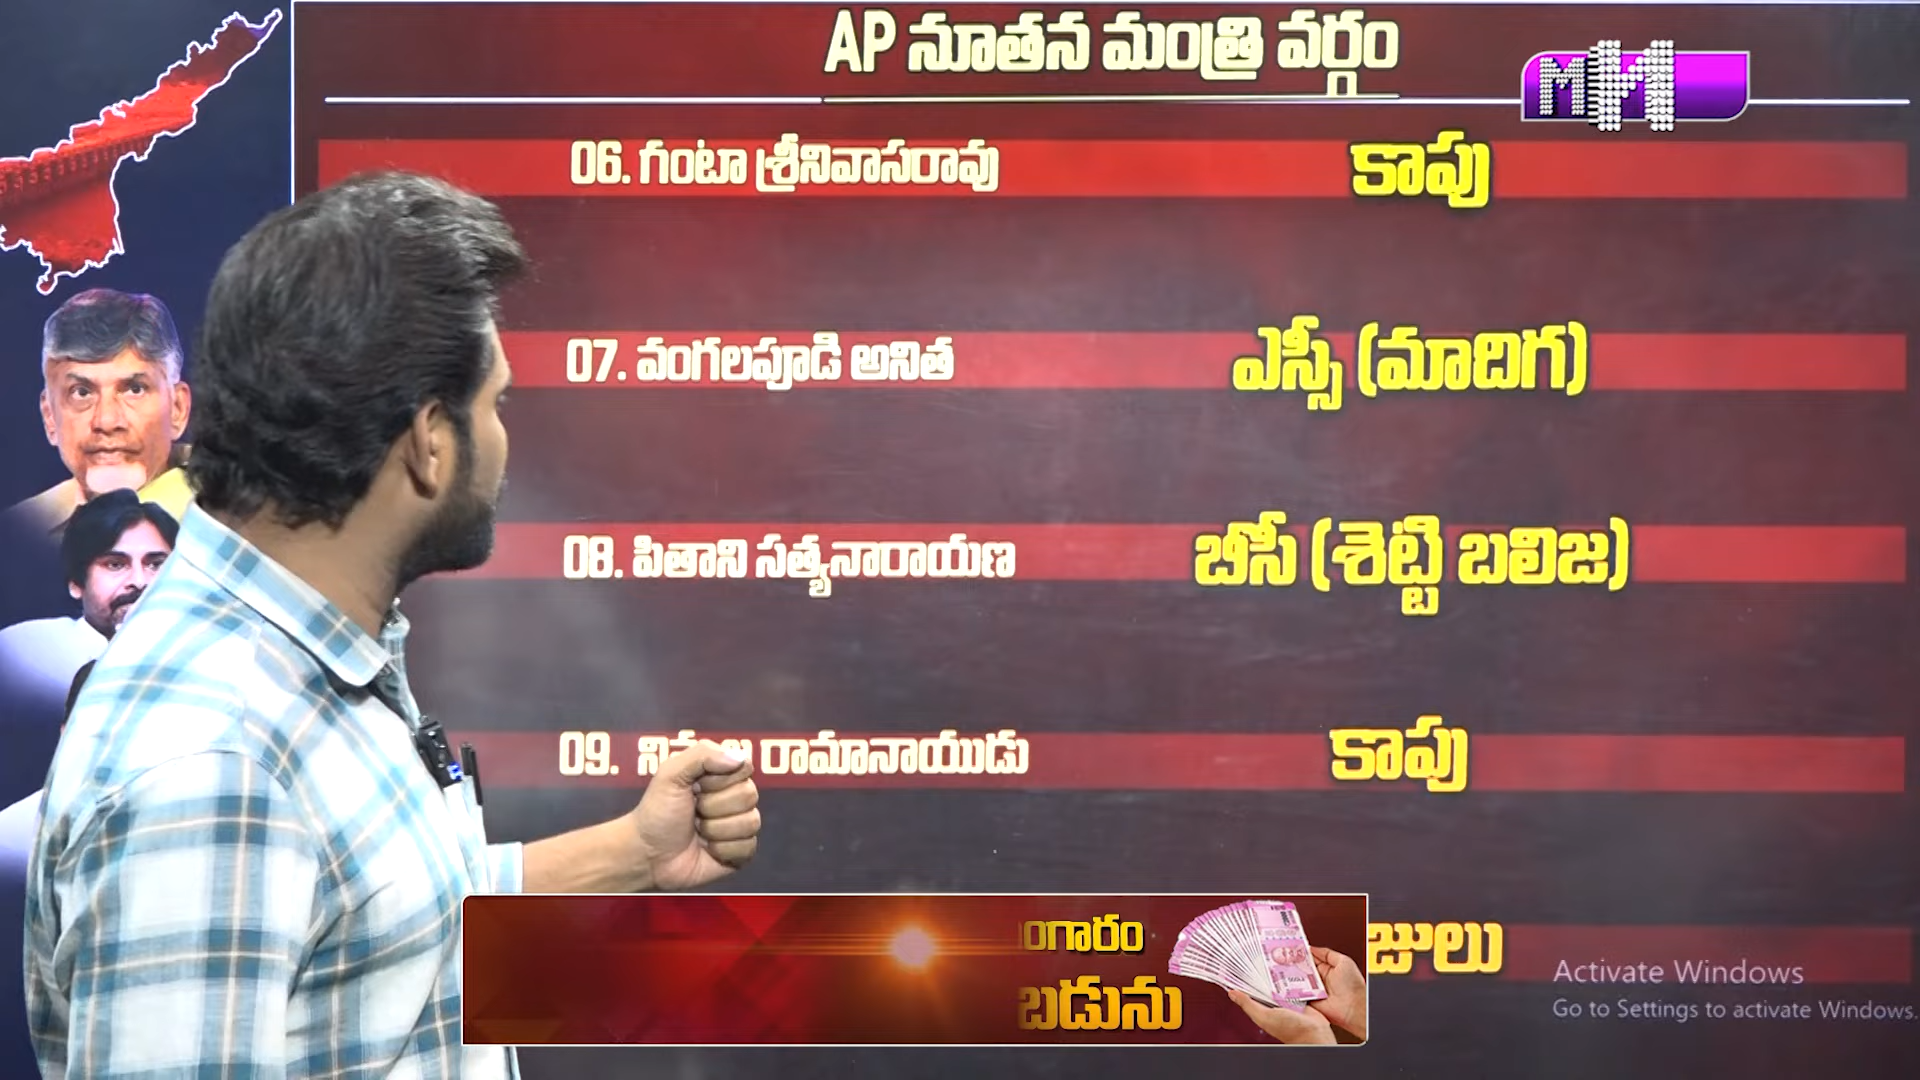 AP నూతన మంత్రి వర్గం
06. గంటా శ్రీనివాసరావు కాపు
07. వంగలపూడి అనిత ఎస్సీ (మాదిగ)
08. పితాని సత్యనారాయణ బీసీ (శెట్టి బలిజ)
09. రామానాయుడు కాపు
Activate Windows
Go to Settings to activate Windows.